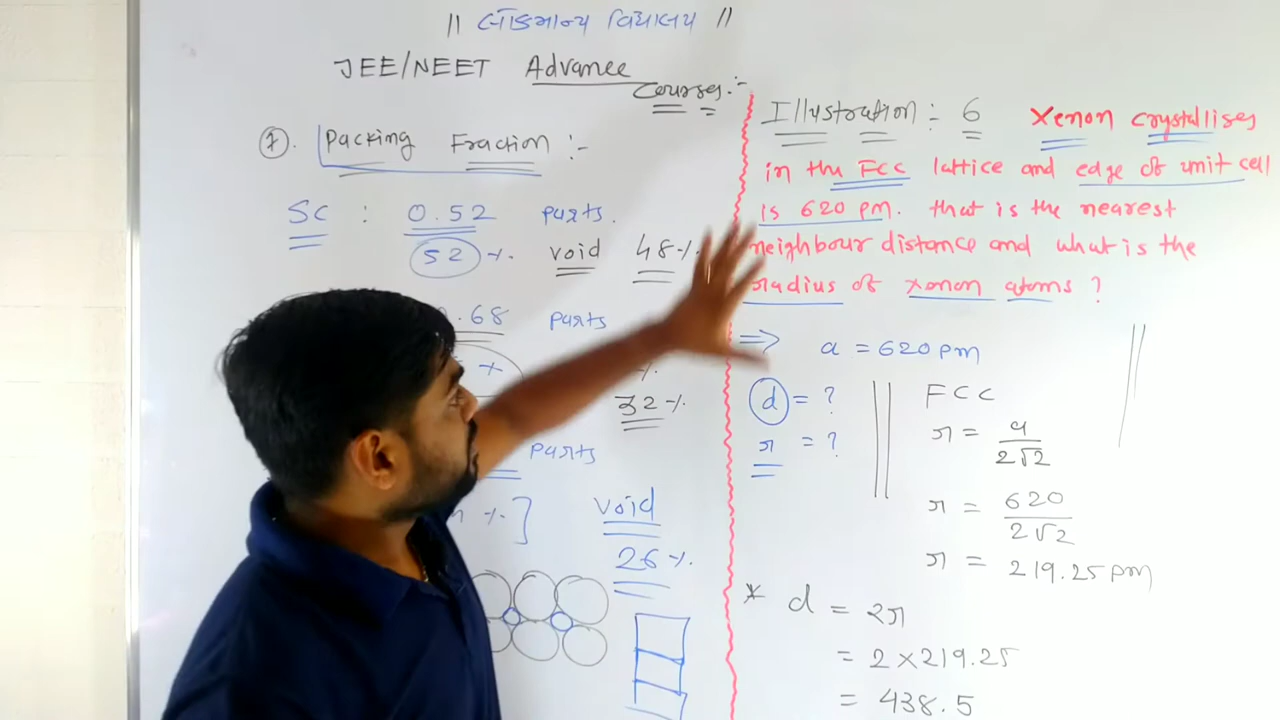 || લોકમાન્ય વિદ્યાલય ||
JEE/NEET Advance
Courses :-
⑦. Packing Fraction :-
SC : 0.52 parts.
52 %. void 48 %.
.68 parts
32 %.
parts
%. ] void
26 %.
Illustration : 6 Xenon crystallises
in the FCC lattice and edge of unit cell
is 620 pm. that is the nearest
neighbour distance and what is the
radius of xenon atoms ?
⇒ a = 620 pm
d = ? FCC
r = ? r = a / 2√2
r = 620 / 2√2
r = 219.25 pm
* d = 2r
= 2 × 219.25
= 438.5